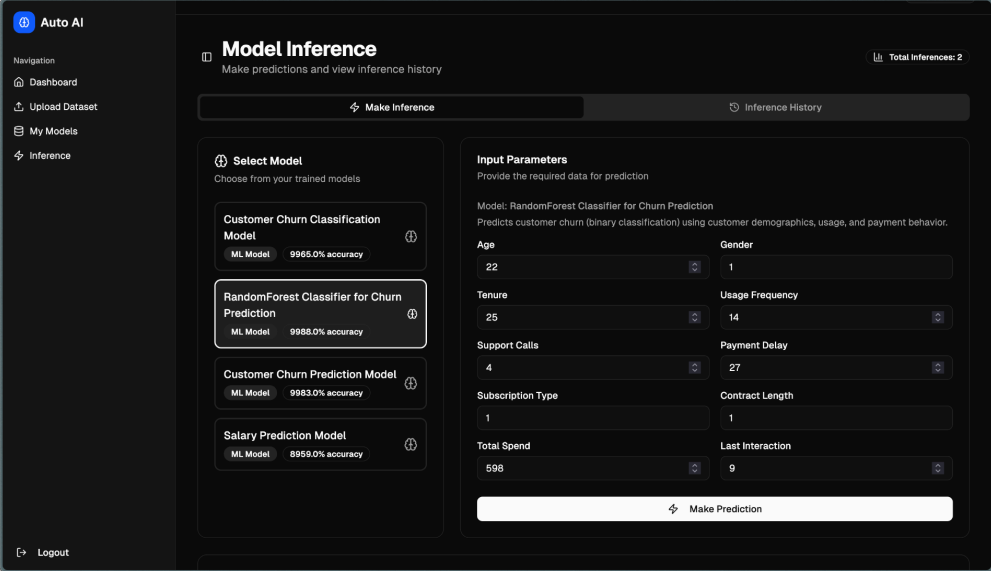 Auto AI
Navigation
Dashboard
Upload Dataset
My Models
Inference
Logout
Model Inference
Make predictions and view inference history
Total Inferences: 2
Make Inference
Inference History
Select Model
Choose from your trained models
Customer Churn Classification
Model
ML Model 9965.0% accuracy
RandomForest Classifier for Churn
Prediction
ML Model 9988.0% accuracy
Customer Churn Prediction Model
ML Model 9983.0% accuracy
Salary Prediction Model
ML Model 8959.0% accuracy
Input Parameters
Provide the required data for prediction
Model: RandomForest Classifier for Churn Prediction
Predicts customer churn (binary classification) using customer demographics, usage, and payment behavior.
Age Gender
22 1
Tenure Usage Frequency
25 14
Support Calls Payment Delay
4 27
Subscription Type Contract Length
1 1
Total Spend Last Interaction
598 9
Make Prediction